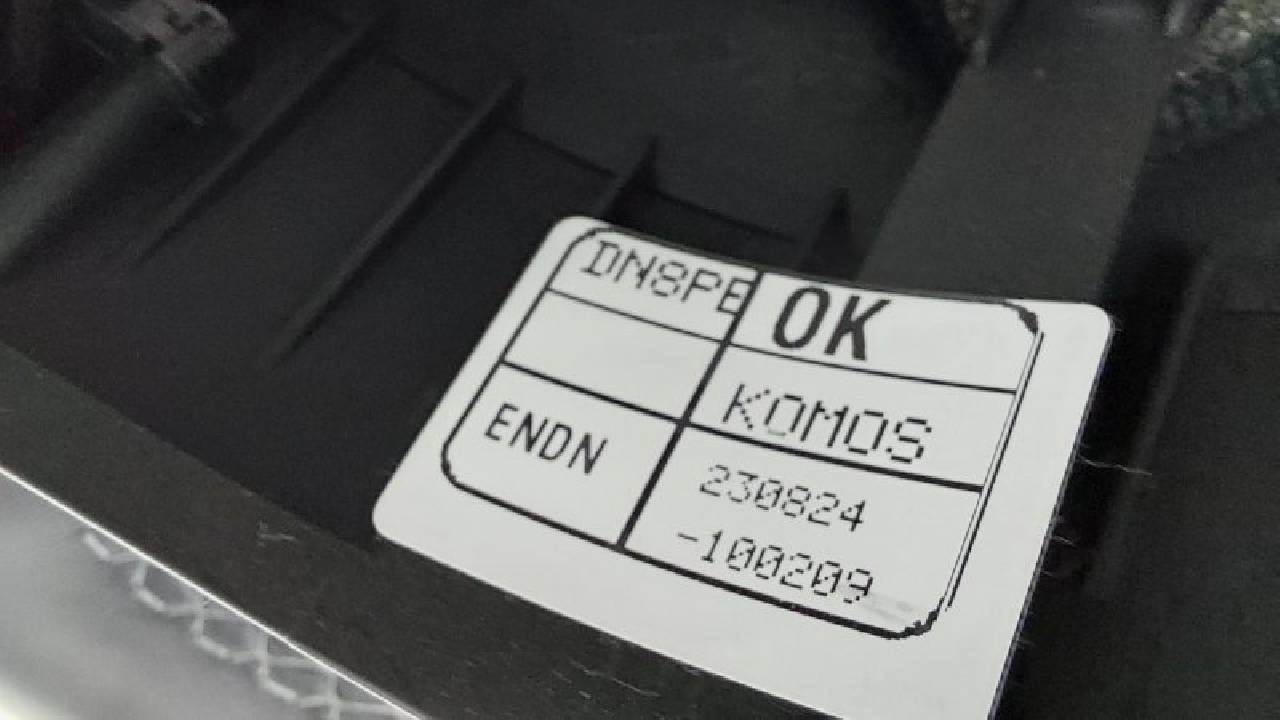 DN8PE
OK
KOMOS
ENDN
230824
-100209